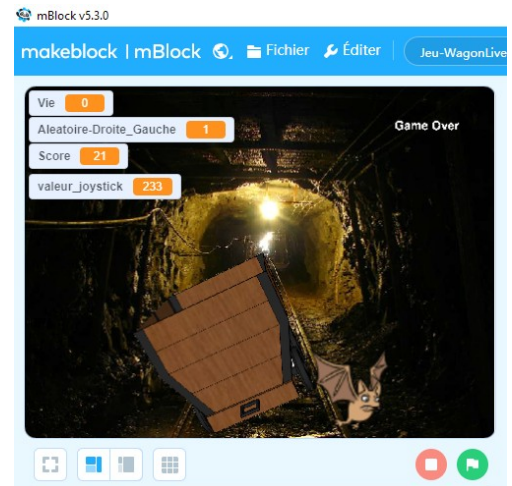 mBlock v5.3.0
makeblock | mBlock Fichier Éditer Jeu-WagonLive
Vie 0
Aleatoire-Droite_Gauche 1
Game Over
Score 21
valeur_joystick 233